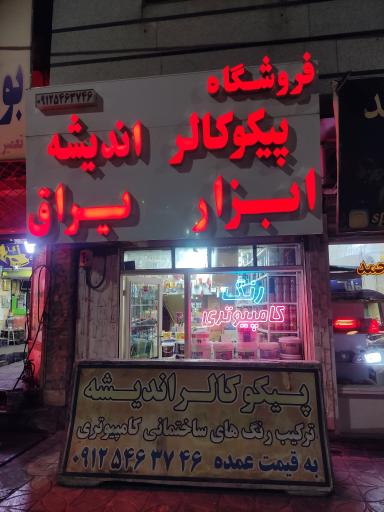 فروشگاه
۰۹۱۲۵۴۶۳۷۴۶
پیکوکالر اندیشه
ابزار یراق
رنگ
کامپیوتری
پیکوکالر اندیشه
ترکیب رنگ های ساختمانی کامپیوتری
به قیمت عمده ۰۹۱۲ ۵۴۶ ۳۷ ۴۶